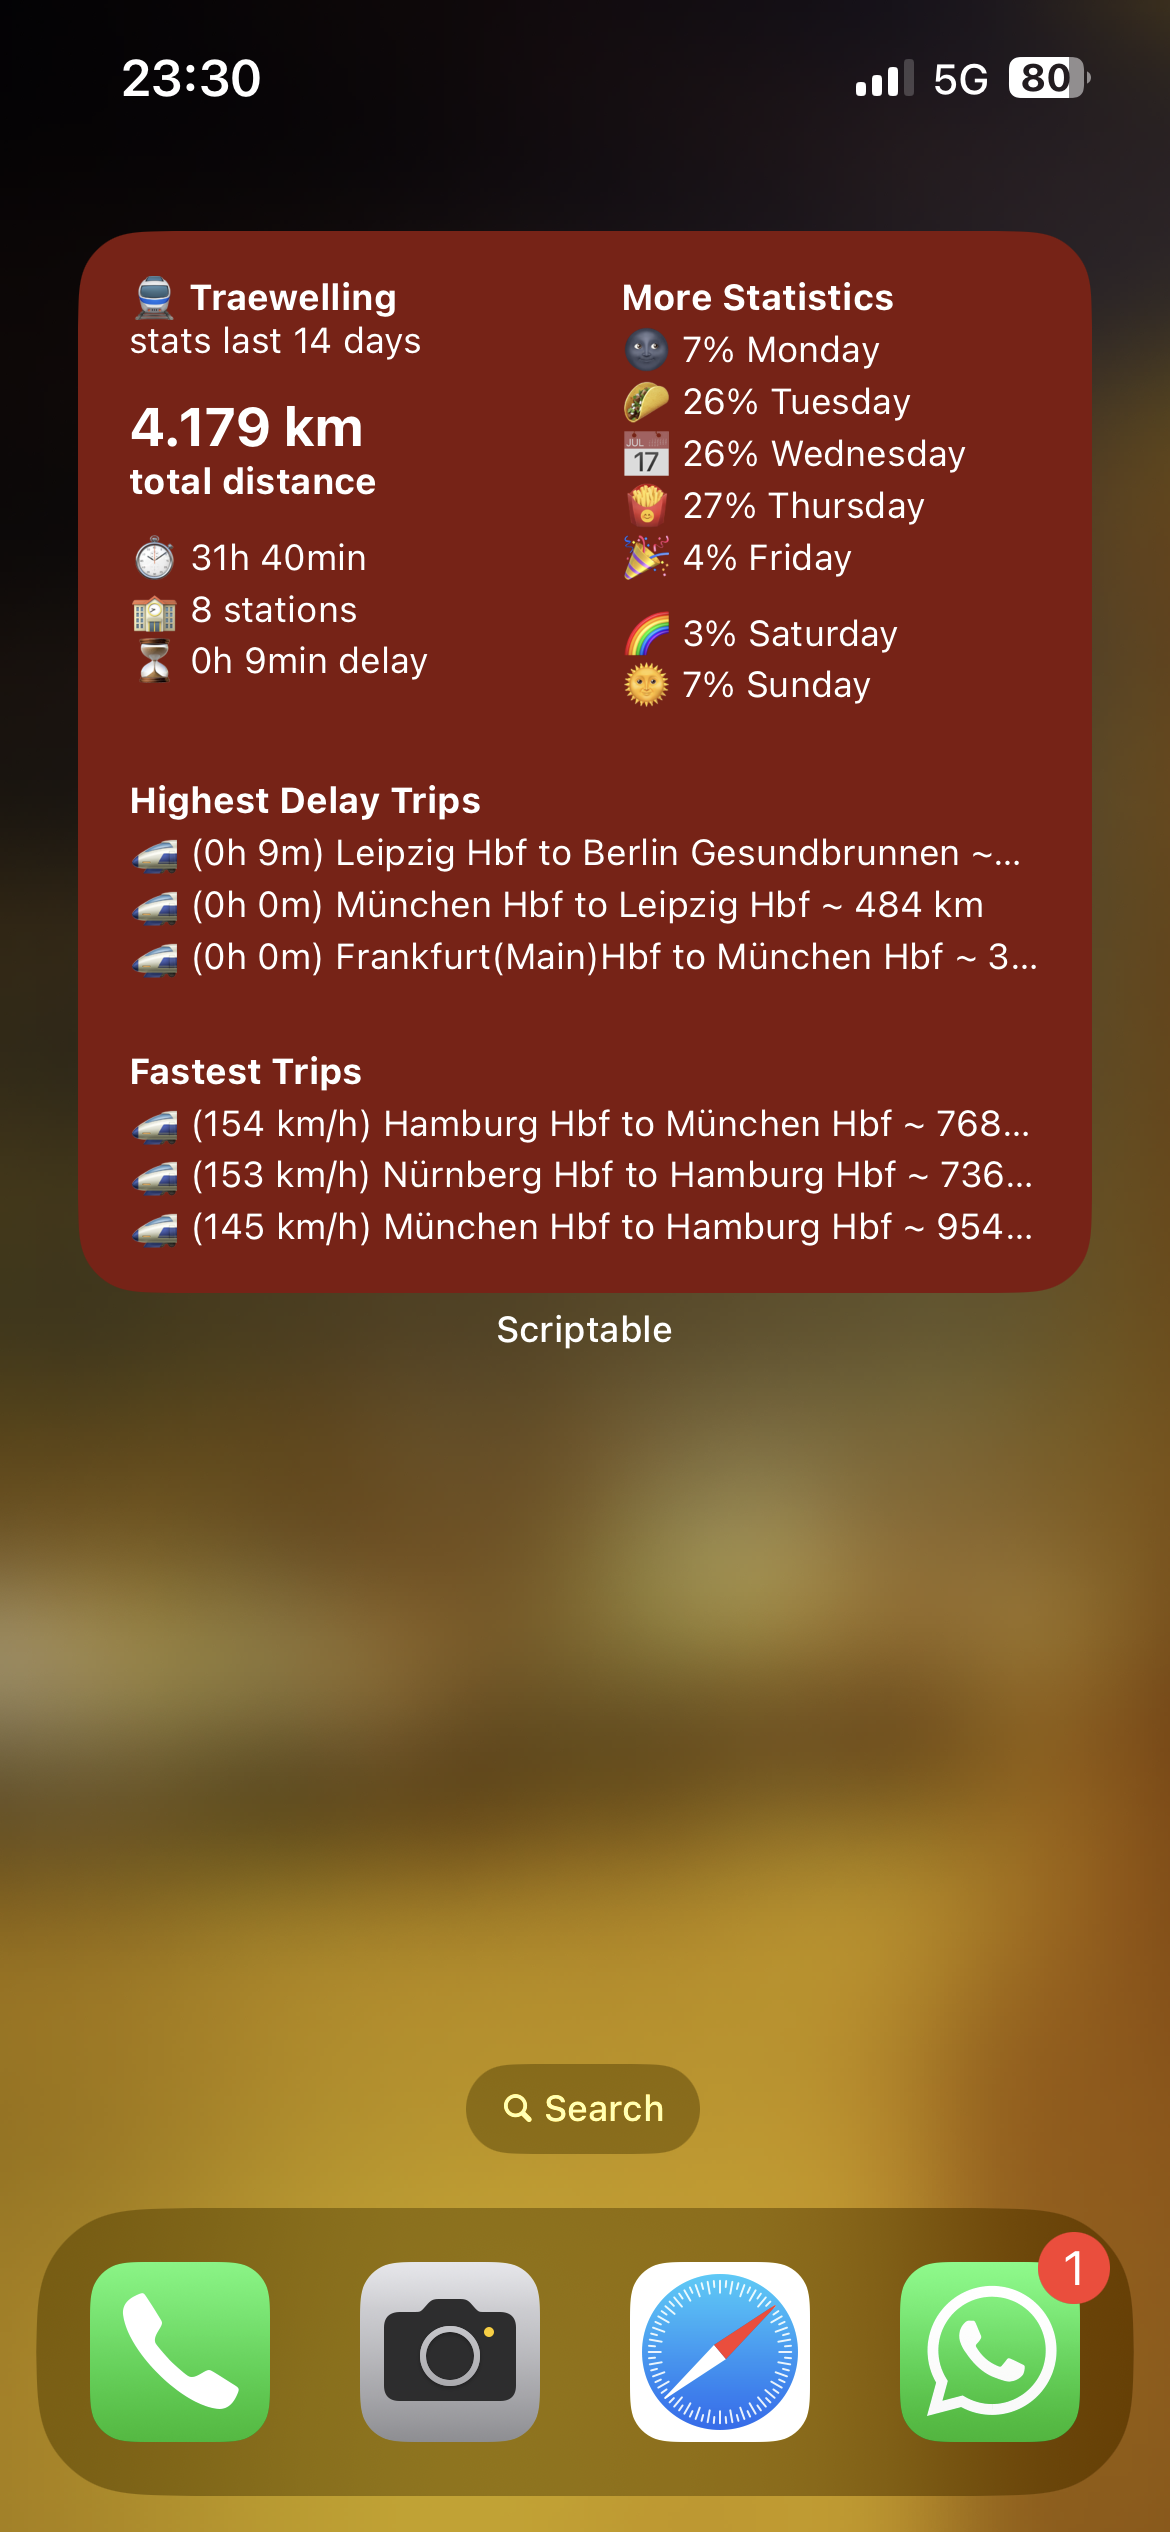 23:30
5G
80
Traewelling
stats last 14 days
4.179 km
total distance
31h 40min
8 stations
0h 9min delay
More Statistics
7% Monday
26% Tuesday
JUL
17
26% Wednesday
27% Thursday
4% Friday
3% Saturday
7% Sunday
Highest Delay Trips
(0h 9m) Leipzig Hbf to Berlin Gesundbrunnen ~...
(0h 0m) München Hbf to Leipzig Hbf ~ 484 km
(0h 0m) Frankfurt(Main)Hbf to München Hbf ~ 3...
Fastest Trips
(154 km/h) Hamburg Hbf to München Hbf ~ 768...
(153 km/h) Nürnberg Hbf to Hamburg Hbf ~ 736...
(145 km/h) München Hbf to Hamburg Hbf ~ 954...
Scriptable
Search
1